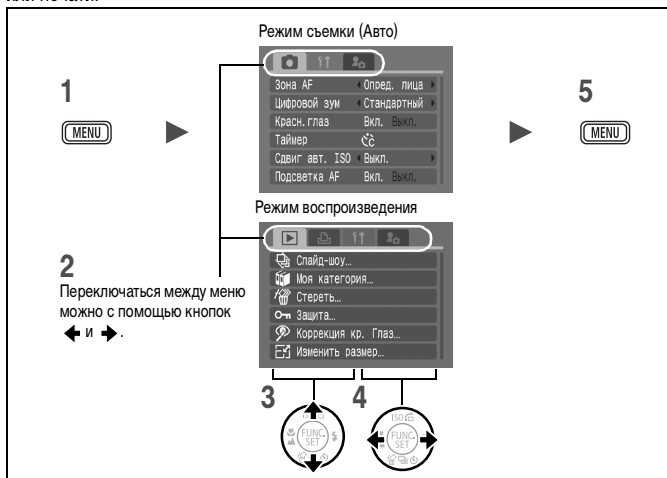 Режим съемки (Авто)
Зона AF Опред. лица
Цифровой зум Стандартный
Красн.глаз Вкл. Выкл.
Таймер
Сдвиг авт. ISO Выкл.
Подсветка AF Вкл. Выкл.
1
MENU
5
MENU
Режим воспроизведения
Слайд-шоу…
Моя категория…
Стереть…
Защита…
Коррекция кр. Глаз…
Изменить размер…
2
Переключаться между меню
можно с помощью кнопок
и .
3
FUNC.
SET
4
ISO
FUNC.
SET